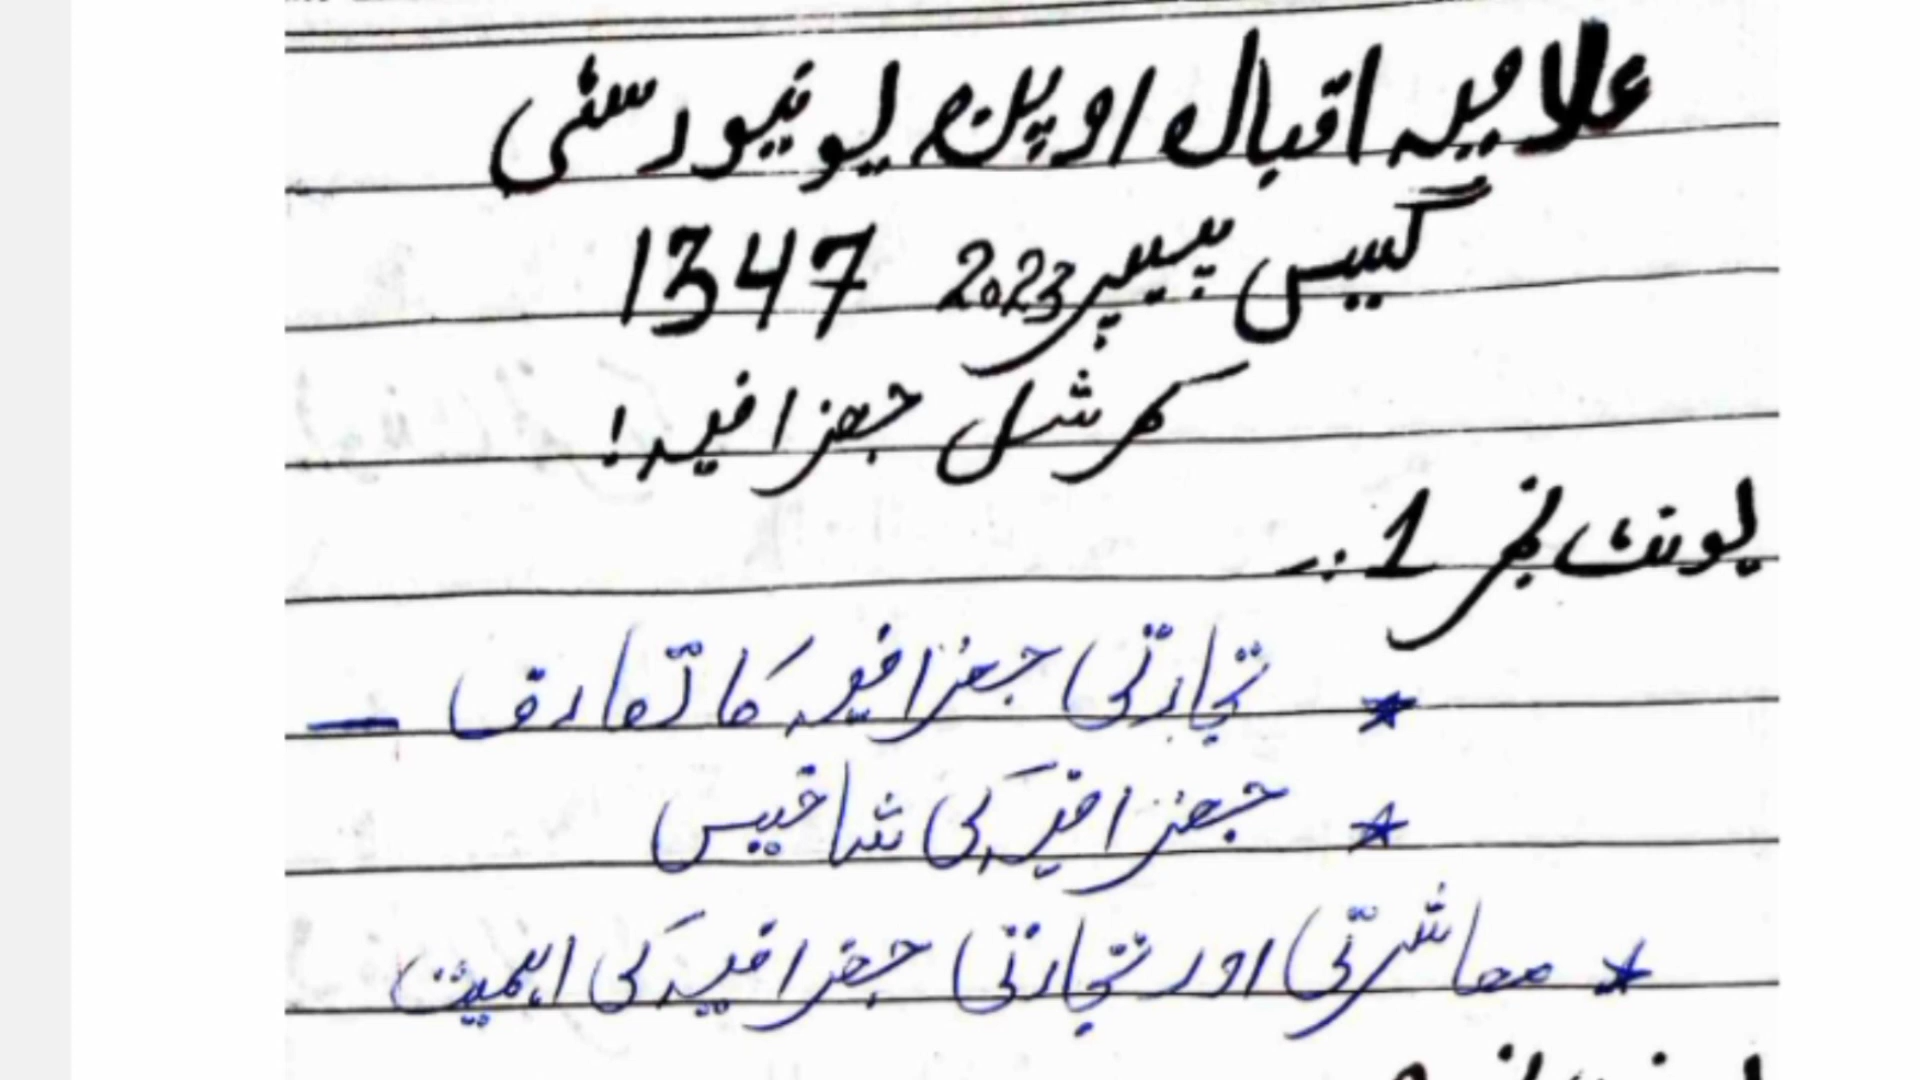 علامہ اقبال اوپن یونیورسٹی
گیس پیپر 2023 1347
کمرشل جغرافیہ!
یونٹ نمبر 1:-
★ تجارتی جغرافیہ کا تعارف —
★ جغرافیہ کی شاخیں
★ معاشرتی اور تجارتی جغرافیہ کی اہمیت